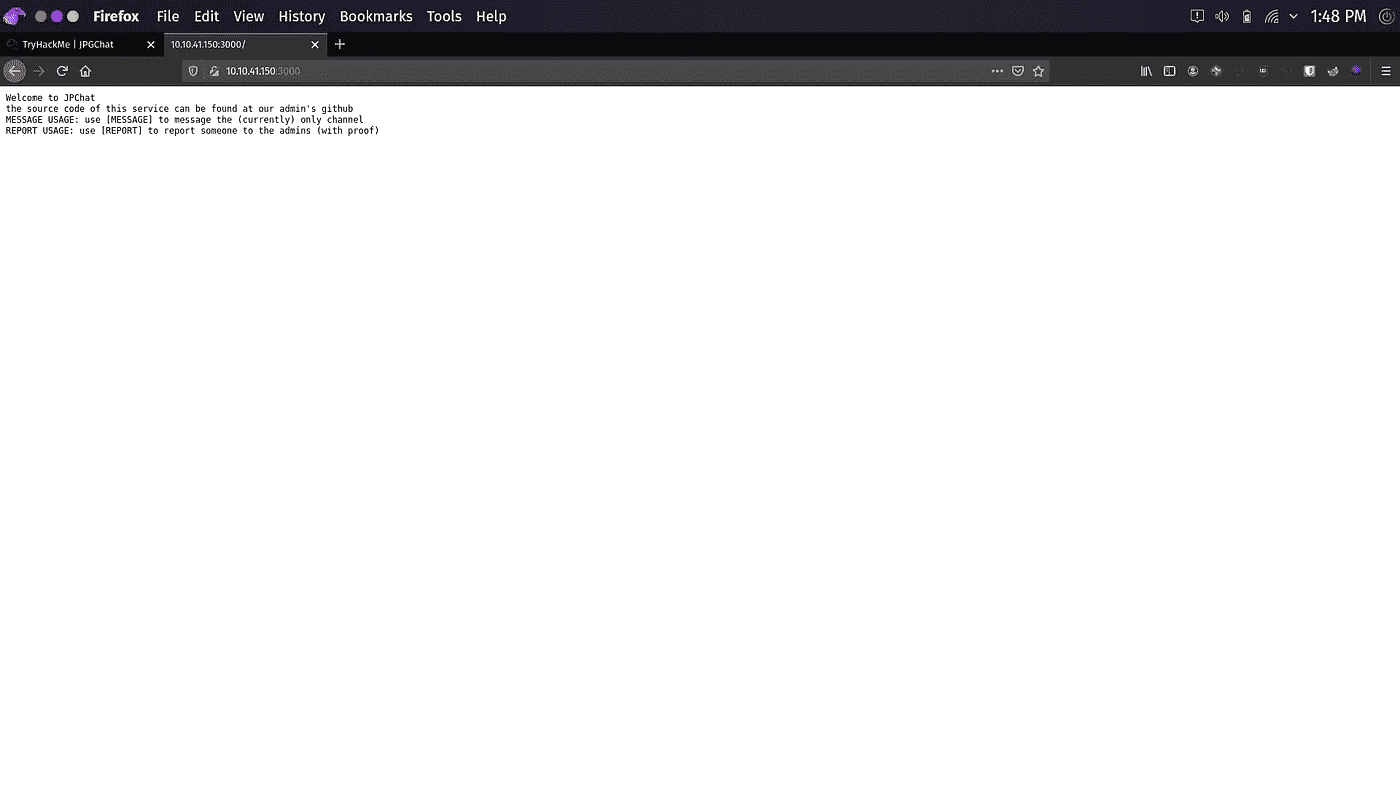 Firefox File Edit View History Bookmarks Tools Help 1:48 PM
TryHackMe | JPGChat 10.10.41.150:3000/
10.10.41.150:3000
Welcome to JPChat
the source code of this service can be found at our admin's github
MESSAGE USAGE: use [MESSAGE] to message the (currently) only channel
REPORT USAGE: use [REPORT] to report someone to the admins (with proof)